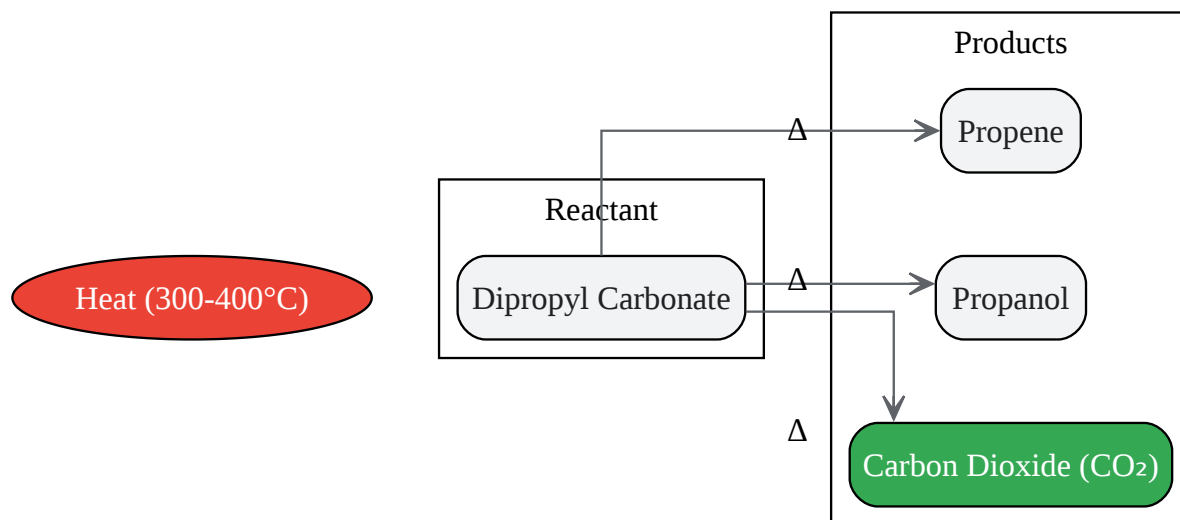 Products
Δ
Propene
Reactant
Heat (300-400°C)
Dipropyl Carbonate
Δ
Propanol
Δ
Carbon Dioxide (CO₂)